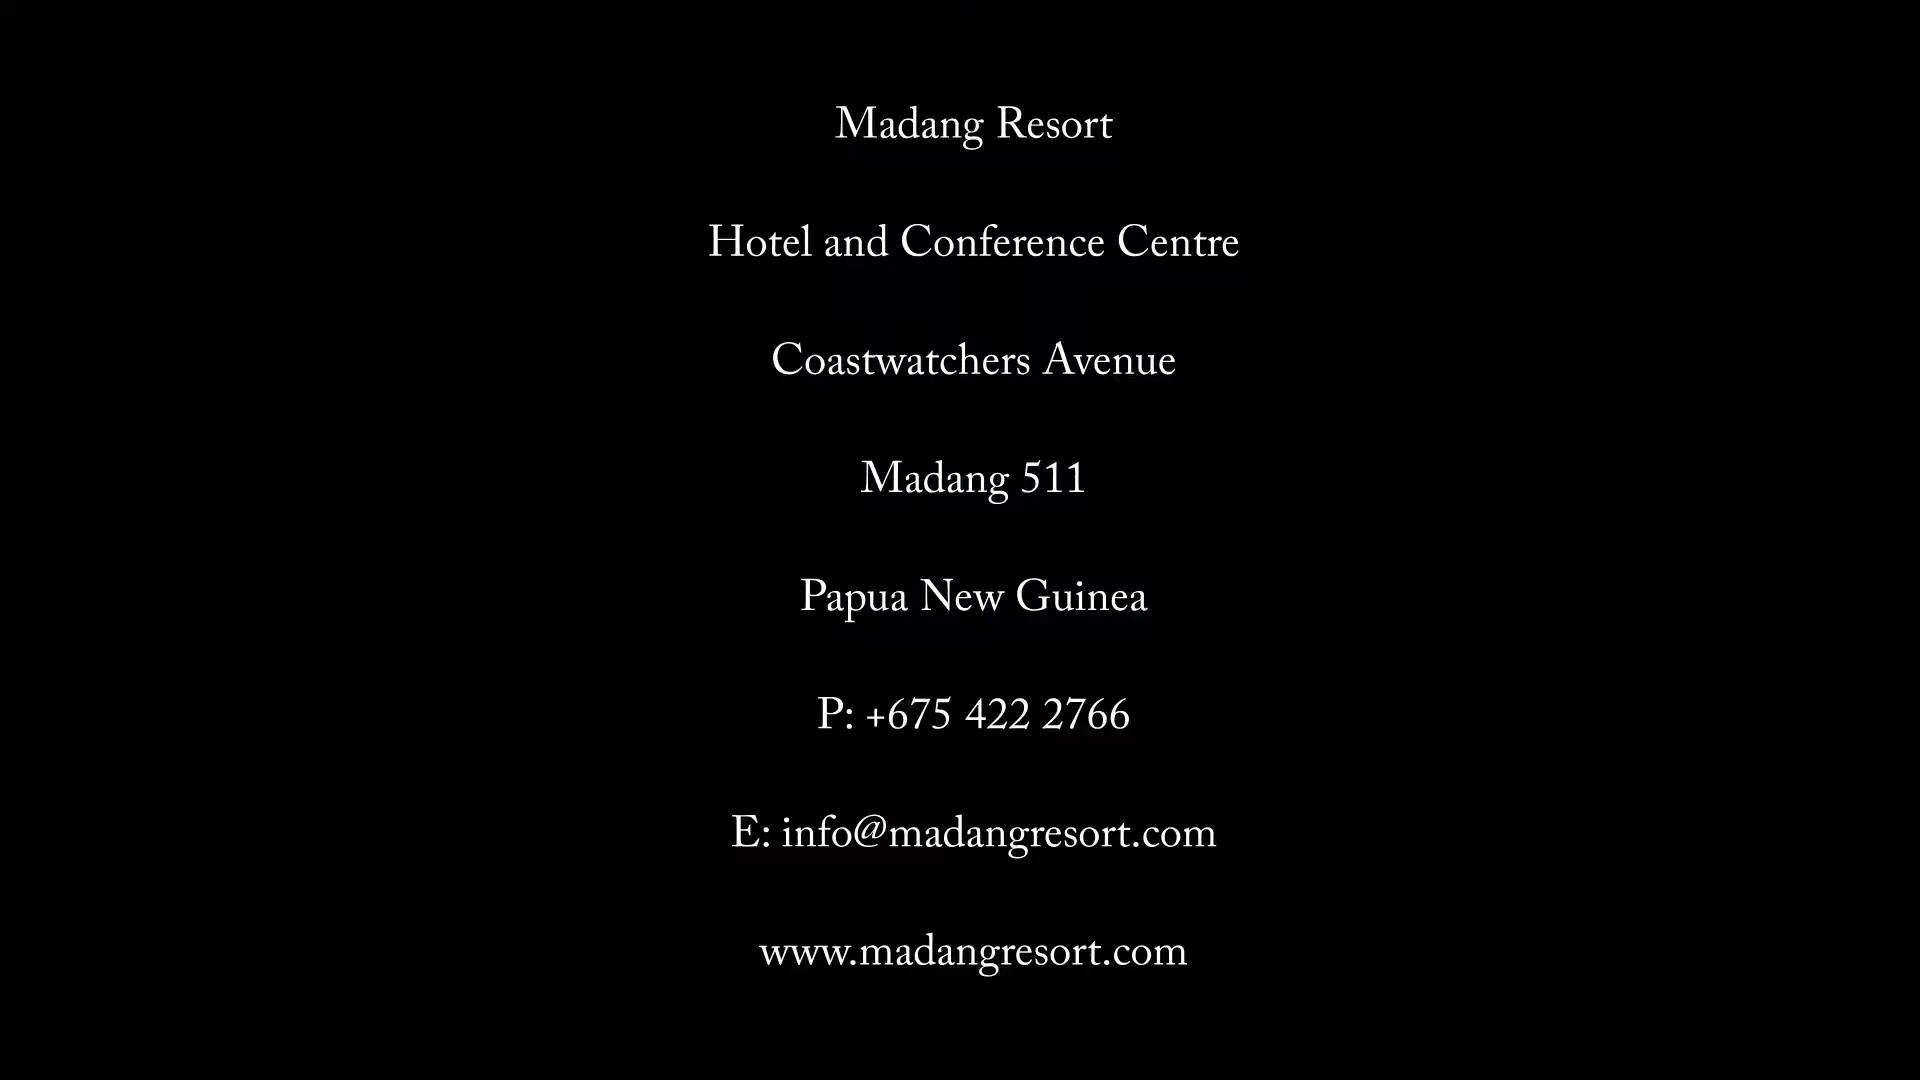 Madang Resort
Hotel and Conference Centre
Coastwatchers Avenue
Madang 511
Papua New Guinea
P: +675 422 2766
E: info@madangresort.com
www.madangresort.com